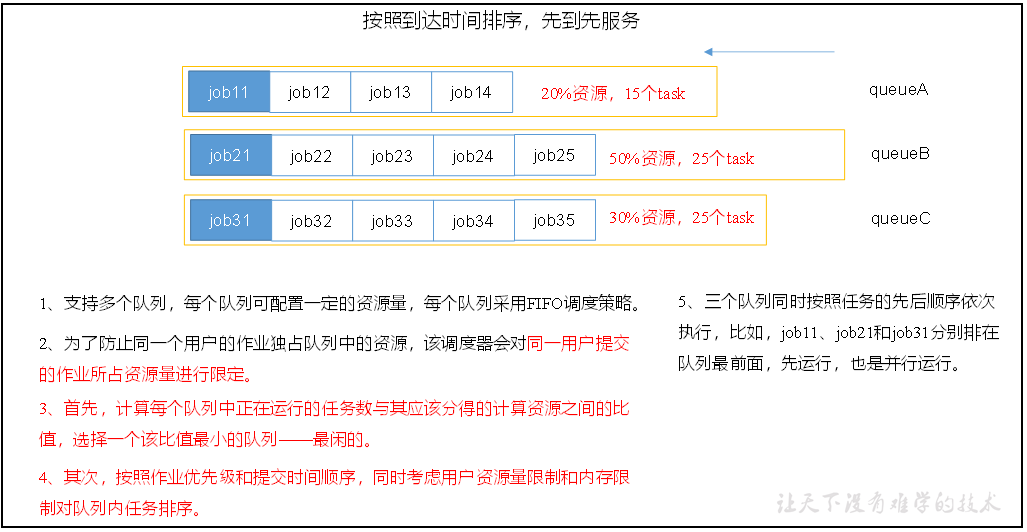 按照到达时间排序，先到先服务
job11 job12 job13 job14 20%资源，15个task queueA
job21 job22 job23 job24 job25 50%资源，25个task queueB
job31 job32 job33 job34 job35 30%资源，25个task queueC
1、支持多个队列，每个队列可配置一定的资源量，每个队列采用FIFO调度策略。
2、为了防止同一个用户的作业独占队列中的资源，该调度器会对同一用户提交
的作业所占资源量进行限定。
3、首先，计算每个队列中正在运行的任务数与其应该分得的计算资源之间的比
值，选择一个该比值最小的队列——最闲的。
4、其次，按照作业优先级和提交时间顺序，同时考虑用户资源量限制和内存限
制对队列内任务排序。
5、三个队列同时按照任务的先后顺序依次
执行，比如，job11、job21和job31分别排在
队列最前面，先运行，也是并行运行。
让天下没有难学的技术